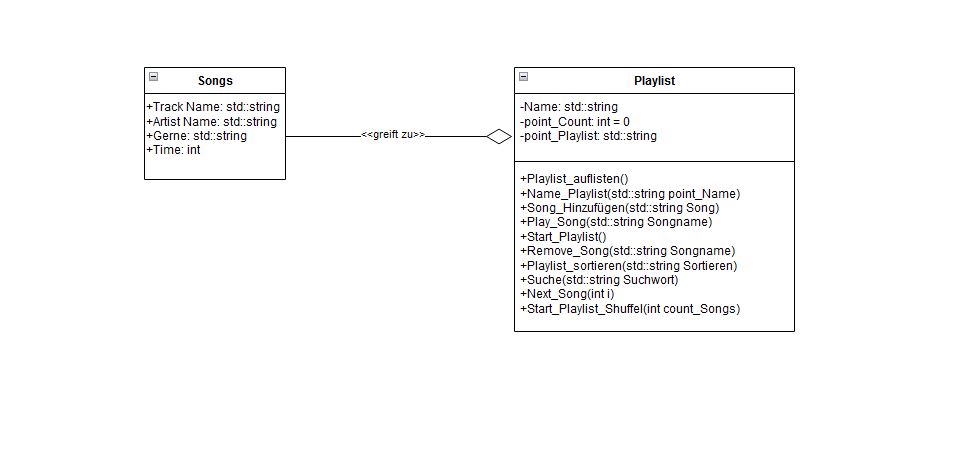 Songs
+Track Name: std::string
+Artist Name: std::string
+Gerne: std::string
+Time: int
<<greift zu>>
Playlist
-Name: std::string
-point_Count: int = 0
-point_Playlist: std::string
+Playlist_auflisten()
+Name_Playlist(std::string point_Name)
+Song_Hinzufügen(std::string Song)
+Play_Song(std::string Songname)
+Start_Playlist()
+Remove_Song(std::string Songname)
+Playlist_sortieren(std::string Sortieren)
+Suche(std::string Suchwort)
+Next_Song(int i)
+Start_Playlist_Shuffel(int count_Songs)